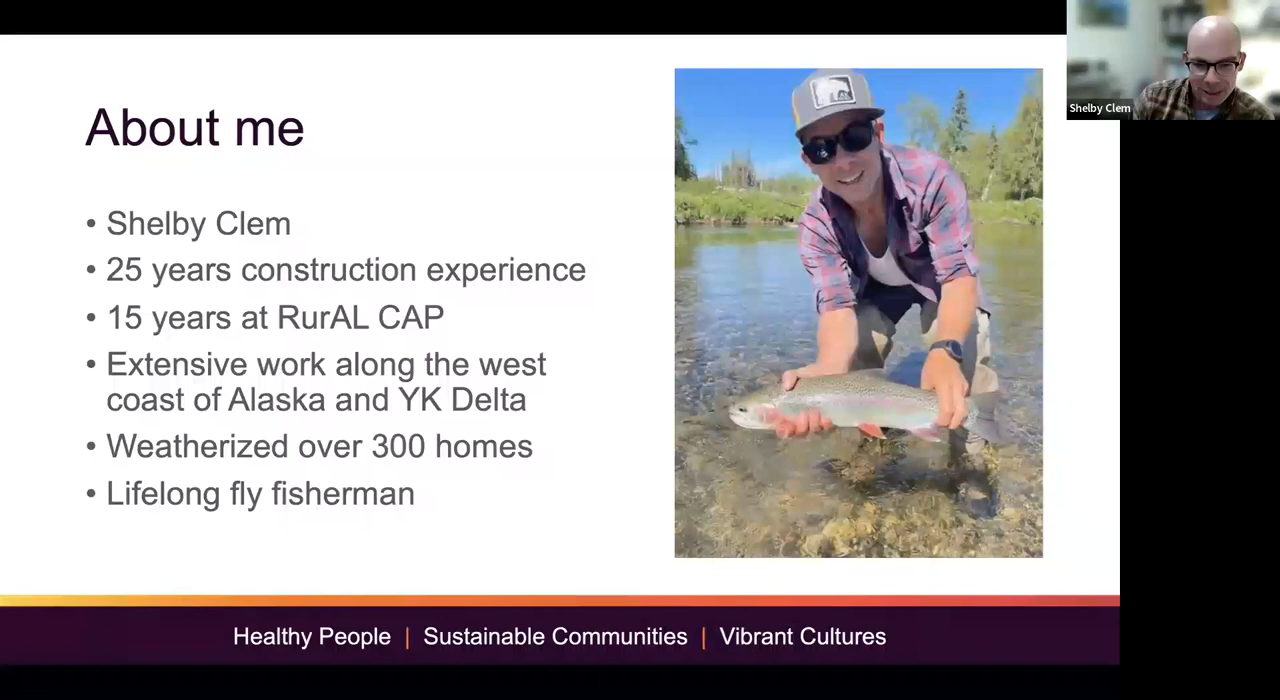 About me
• Shelby Clem
• 25 years construction experience
• 15 years at RurAL CAP
• Extensive work along the west
coast of Alaska and YK Delta
• Weatherized over 300 homes
• Lifelong fly fisherman
Healthy People | Sustainable Communities | Vibrant Cultures
Shelby Clem